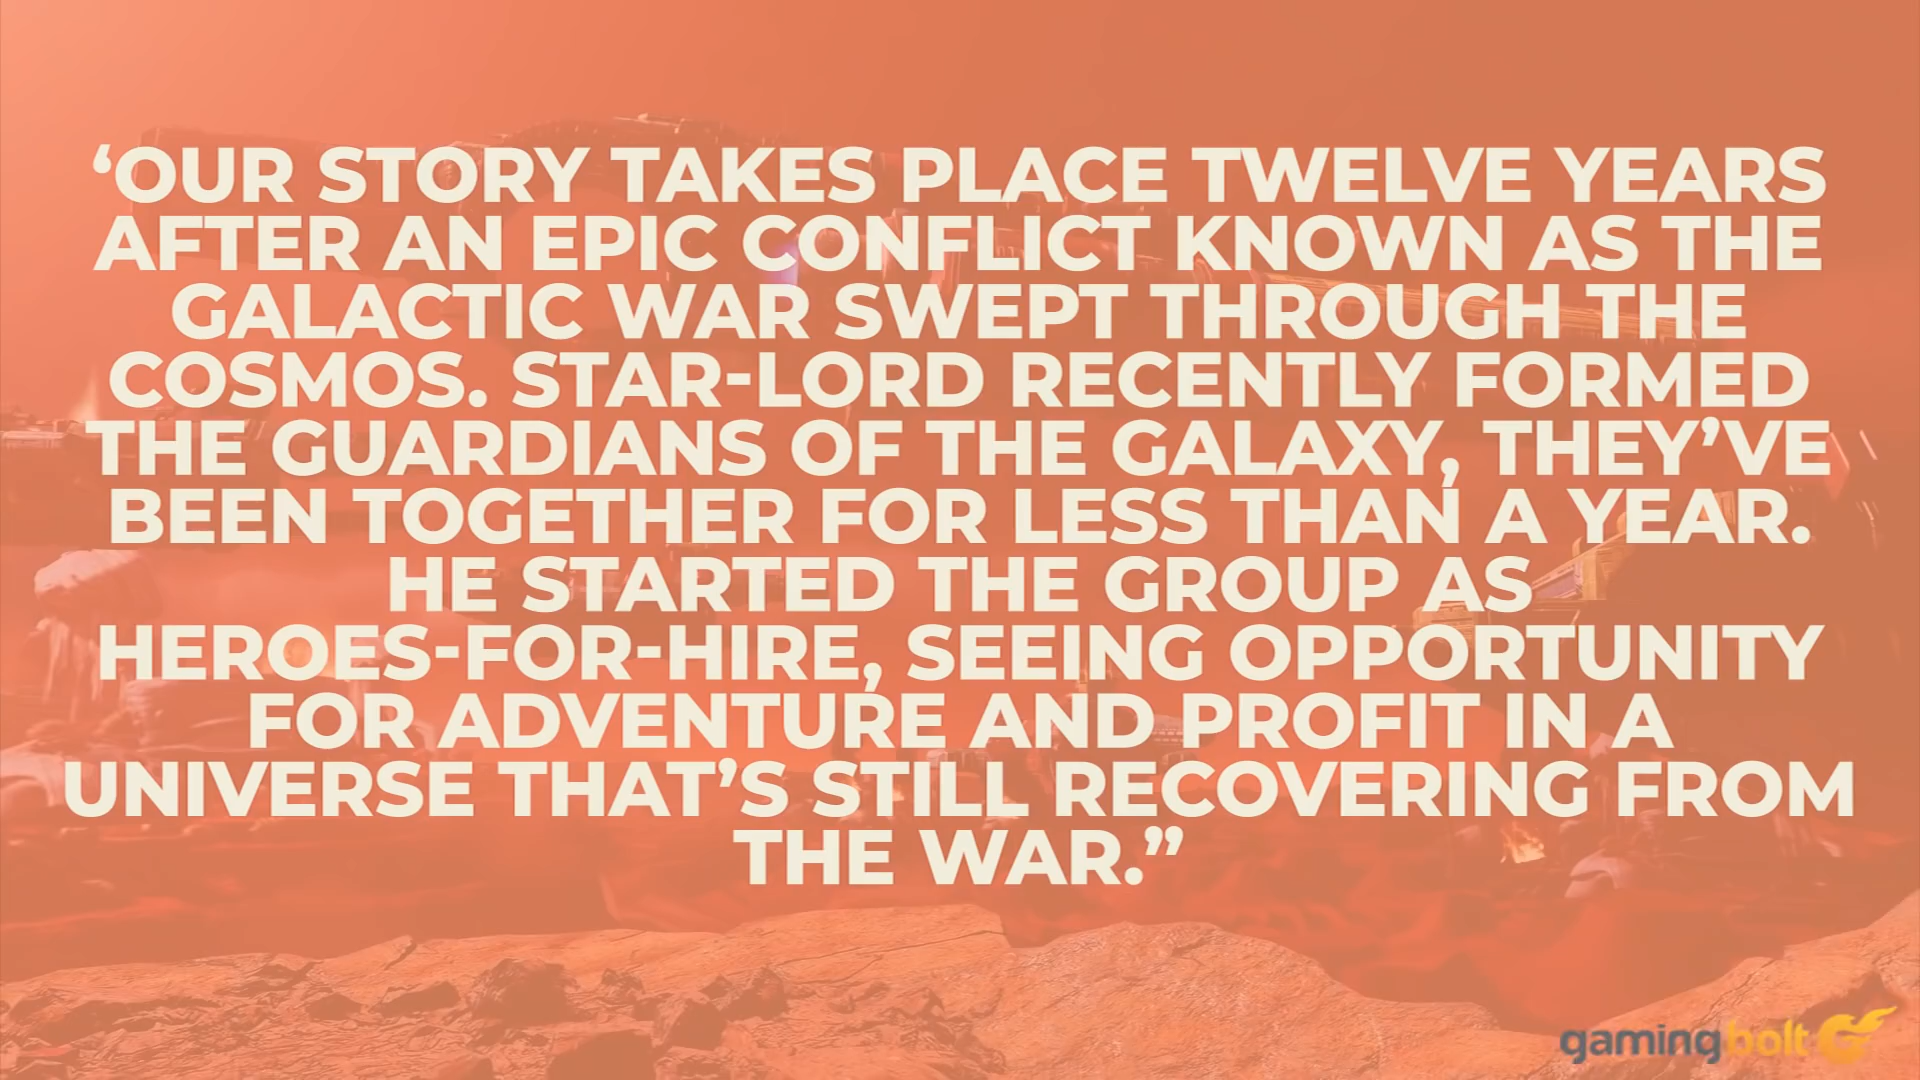 ‘OUR STORY TAKES PLACE TWELVE YEARS
AFTER AN EPIC CONFLICT KNOWN AS THE
GALACTIC WAR SWEPT THROUGH THE
COSMOS. STAR-LORD RECENTLY FORMED
THE GUARDIANS OF THE GALAXY, THEY’VE
BEEN TOGETHER FOR LESS THAN A YEAR.
HE STARTED THE GROUP AS
HEROES-FOR-HIRE, SEEING OPPORTUNITY
FOR ADVENTURE AND PROFIT IN A
UNIVERSE THAT’S STILL RECOVERING FROM
THE WAR.”
gamingbolt